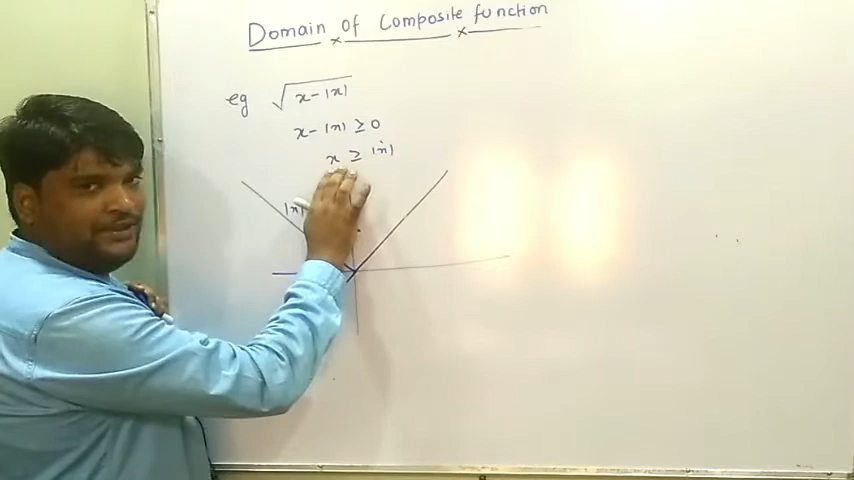 Domain of Composite function
eg √x-|x|
x-|x| ≥ 0
x ≥ |x|
|x|